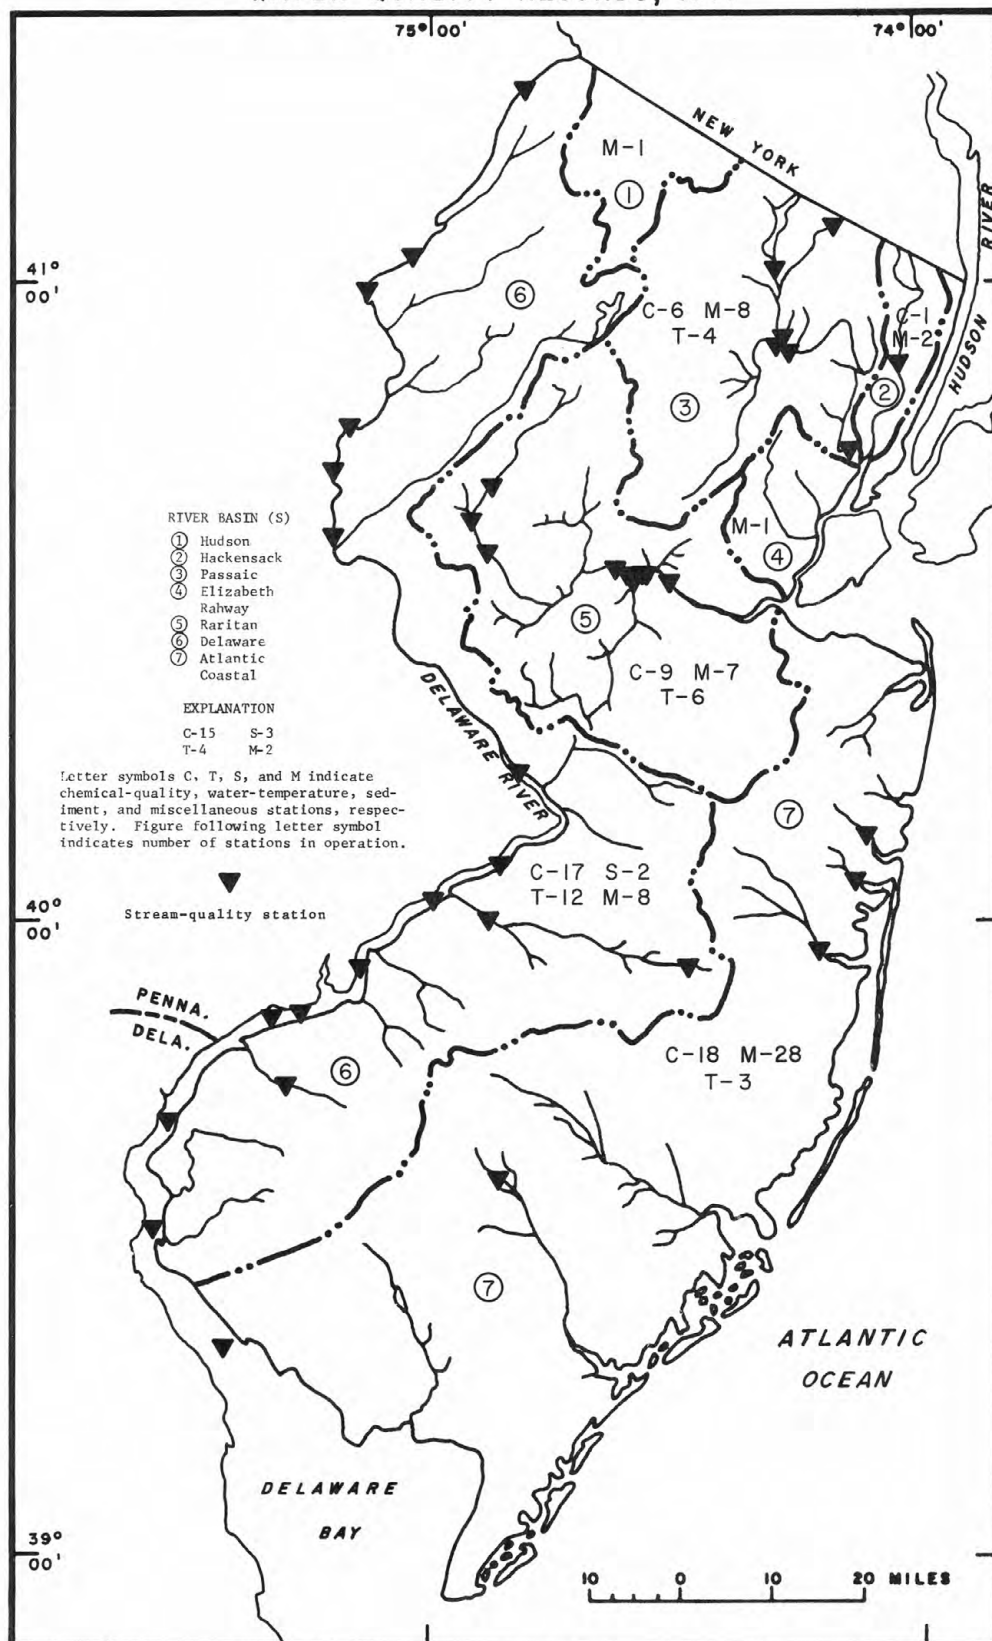 75°00'
74°00'
NEW YORK
M-1
①
HUDSON RIVER
41°
00'
⑥
C-6 M-8
T-4
C-1
M-2
②
③
HUDSON
M-1
④
RIVER BASIN (S)
① Hudson
② Hackensack
③ Passaic
④ Elizabeth
Rahway
⑤ Raritan
⑥ Delaware
⑦ Atlantic
Coastal
⑤
C-9 M-7
T-6
EXPLANATION
C-15 S-3
T-4 M-2
Letter symbols C, T, S, and M indicate
chemical-quality, water-temperature, sed-
iment, and miscellaneous stations, respec-
tively. Figure following letter symbol
indicates number of stations in operation.
DELAWARE RIVER
⑦
C-17 S-2
T-12 M-8
Stream-quality station
40°
00'
PENNA.
DELA.
⑥
C-18 M-28
T-3
⑦
ATLANTIC
OCEAN
DELAWARE
BAY
39°
00'
10 0 10 20 MILES